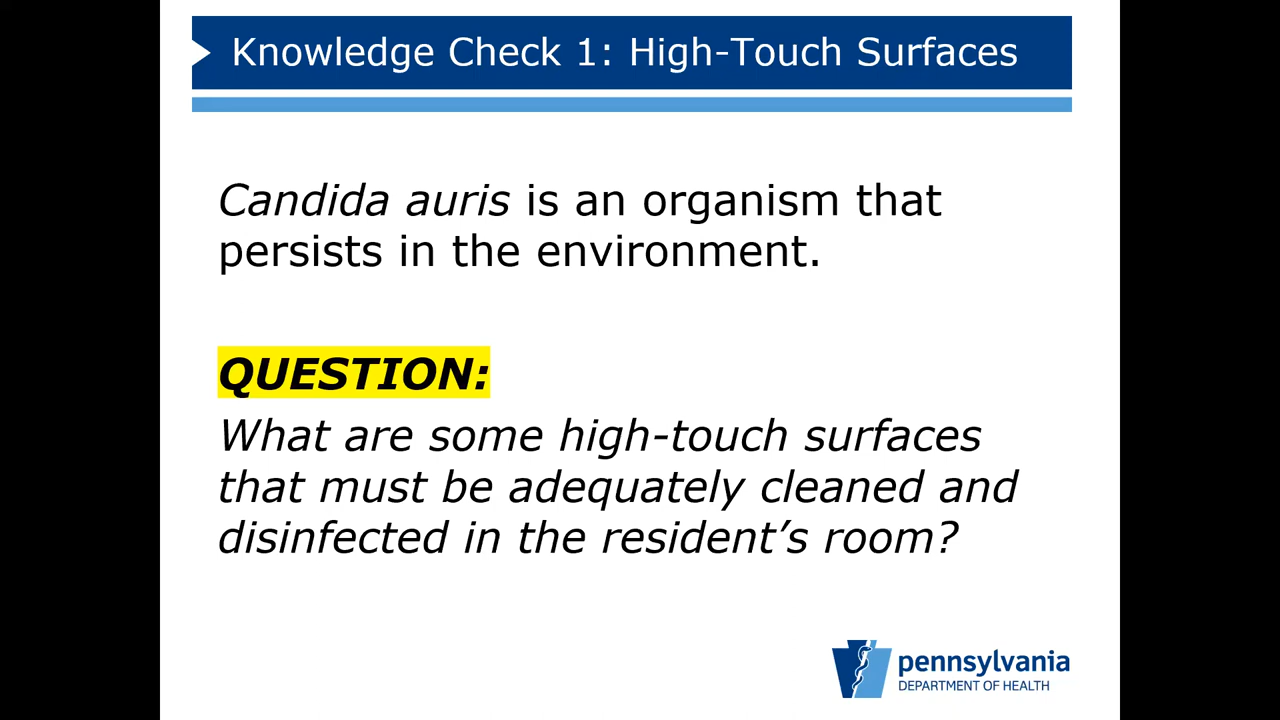 Knowledge Check 1: High-Touch Surfaces
Candida auris is an organism that
persists in the environment.
QUESTION:
What are some high-touch surfaces
that must be adequately cleaned and
disinfected in the resident’s room?
pennsylvania
DEPARTMENT OF HEALTH